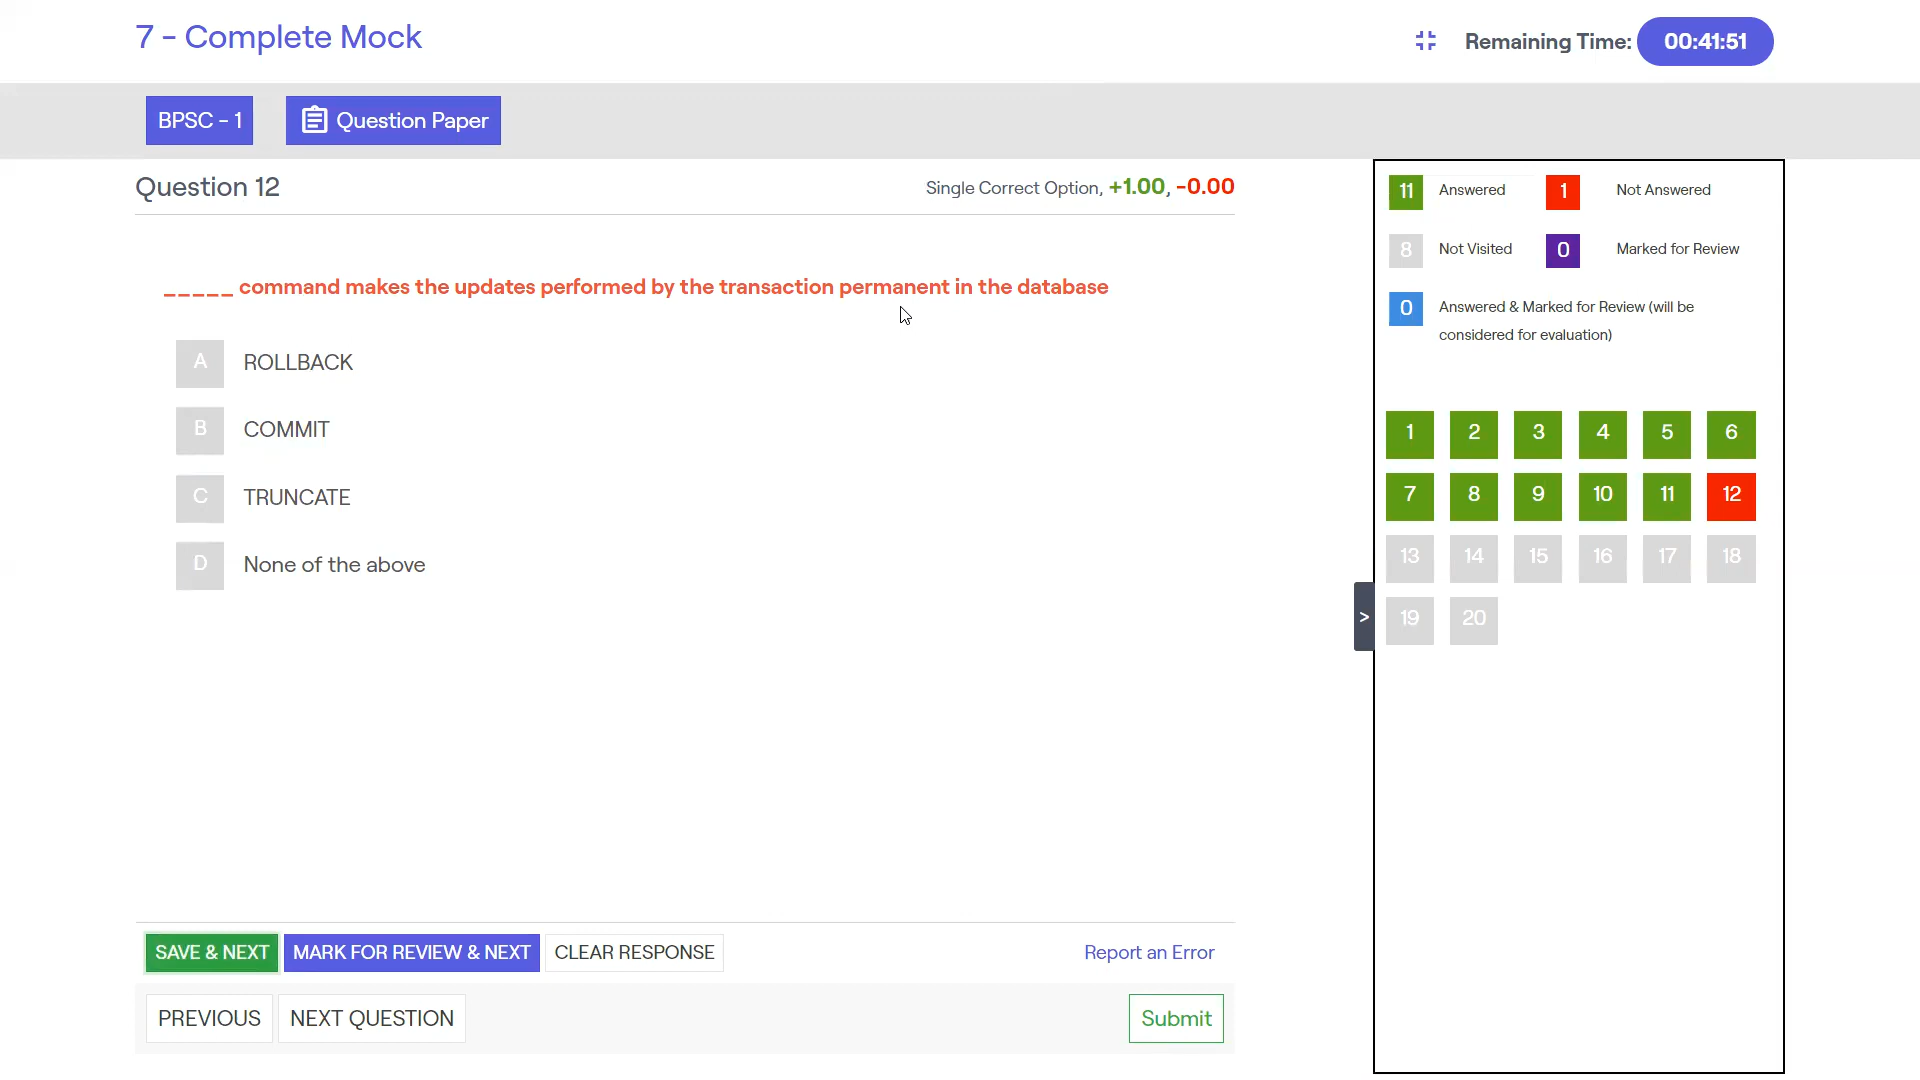 7 - Complete Mock
Remaining Time: 00:41:51
BPSC - 1
Question Paper
Question 12
Single Correct Option, +1.00, -0.00
_____ command makes the updates performed by the transaction permanent in the database
A ROLLBACK
B COMMIT
C TRUNCATE
D None of the above
SAVE & NEXT
MARK FOR REVIEW & NEXT
CLEAR RESPONSE
Report an Error
PREVIOUS
NEXT QUESTION
Submit
11 Answered
1 Not Answered
8 Not Visited
0 Marked for Review
0 Answered & Marked for Review (will be
considered for evaluation)
1 2 3 4 5 6
7 8 9 10 11 12
13 14 15 16 17 18
> 19 20